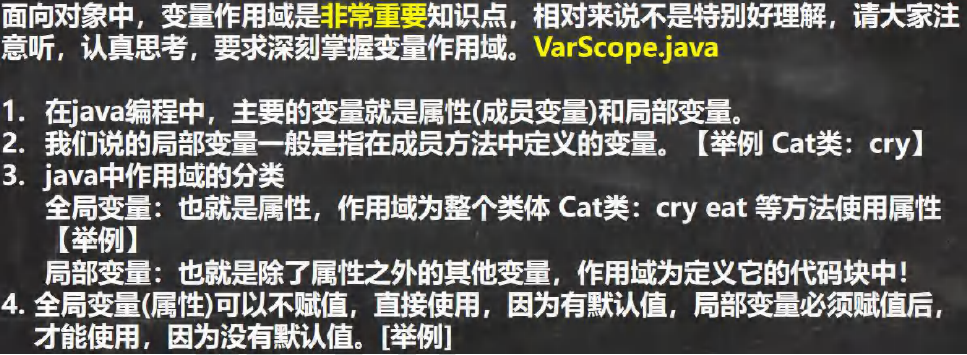 面向对象中，变量作用域是非常重要知识点，相对来说不是特别好理解，请大家注
意听，认真思考，要求深刻掌握变量作用域。VarScope.java
1. 在java编程中，主要的变量就是属性(成员变量)和局部变量。
2. 我们说的局部变量一般是指在成员方法中定义的变量。【举例 Cat类：cry】
3. java中作用域的分类
全局变量：也就是属性，作用域为整个类体 Cat类：cry eat 等方法使用属性
【举例】
局部变量：也就是除了属性之外的其他变量，作用域为定义它的代码块中！
4. 全局变量(属性)可以不赋值，直接使用，因为有默认值，局部变量必须赋值后，
才能使用，因为没有默认值。[举例]